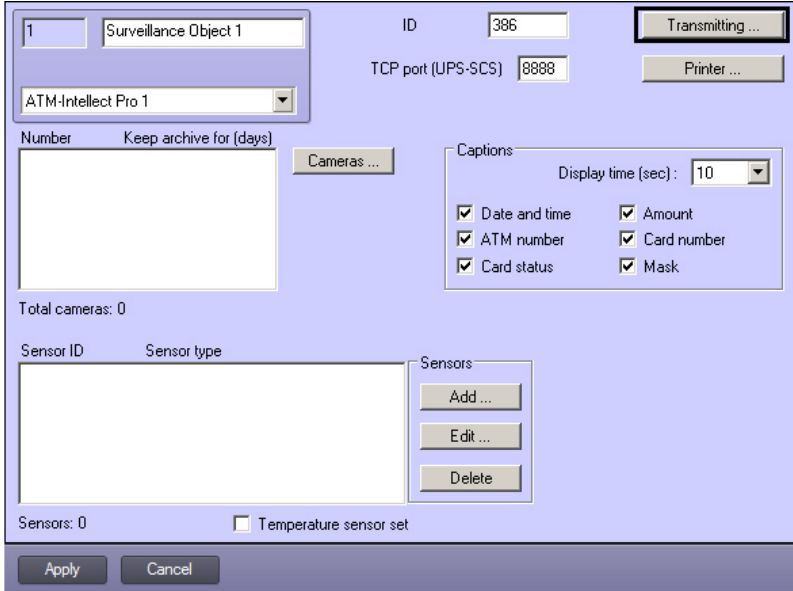 1 Surveillance Object 1 ID 386 Transmitting ...
TCP port (UPS-SCS) 8888 Printer ...
ATM-Intellect Pro 1
Number Keep archive for (days)
Cameras ...
Captions
Display time (sec) : 10
Date and time Amount
ATM number Card number
Card status Mask
Total cameras: 0
Sensor ID Sensor type
Sensors
Add ...
Edit ...
Delete
Sensors: 0 Temperature sensor set
Apply Cancel